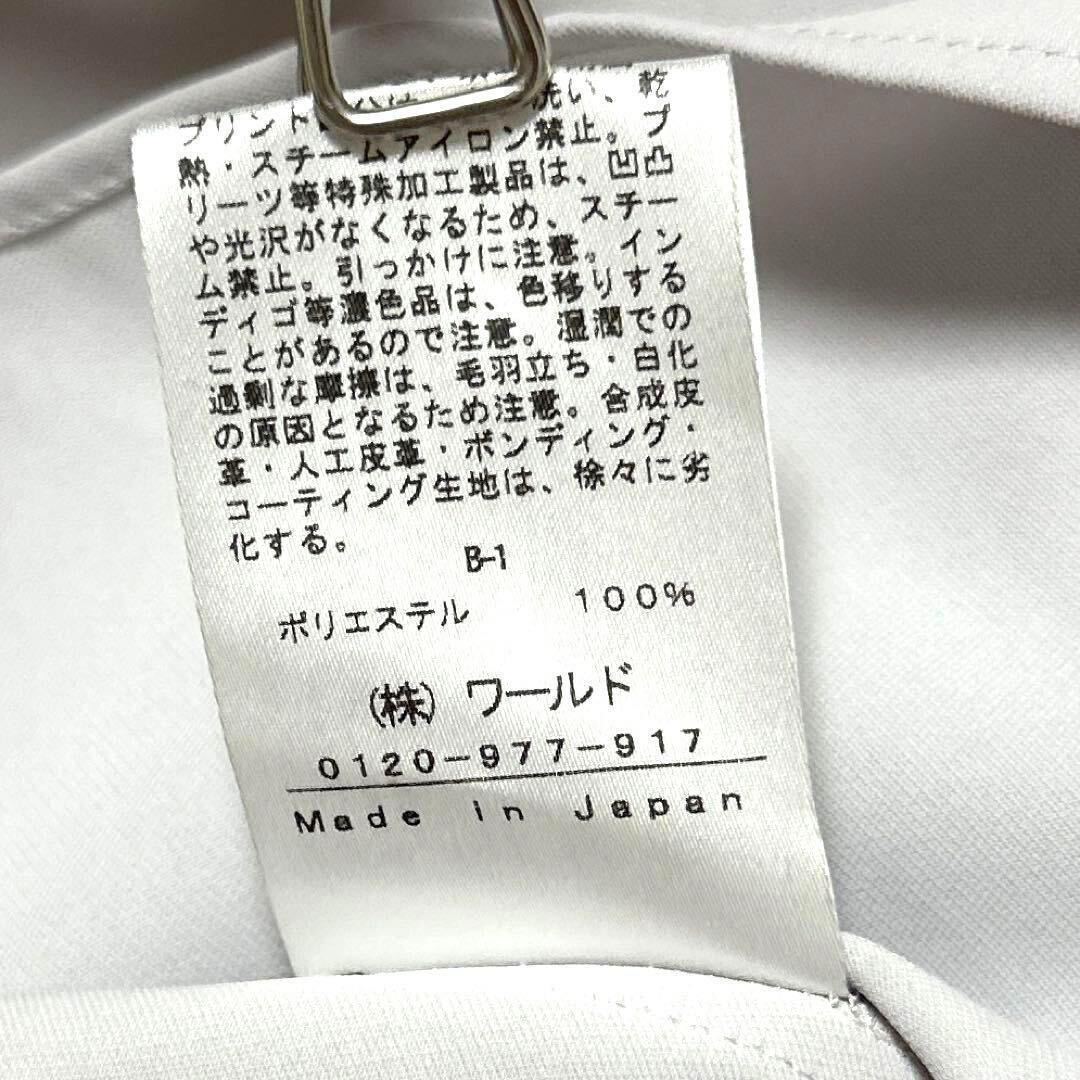 プリント 洗い、乾
熱・スチームアイロン禁止。プ
リーツ等特殊加工製品は、凹凸
や光沢がなくなるため、スチー
ム禁止。引っかけに注意。イン
ディゴ等濃色品は、色移りする
ことがあるので注意。湿潤での
過剰な摩擦は、毛羽立ち・白化
の原因となるため注意。合成皮
革・人工皮革・ボンディング・
コーティング生地は、徐々に劣
化する。
B-1
ポリエステル 100%
(株) ワールド
0120-977-917
Made in Japan